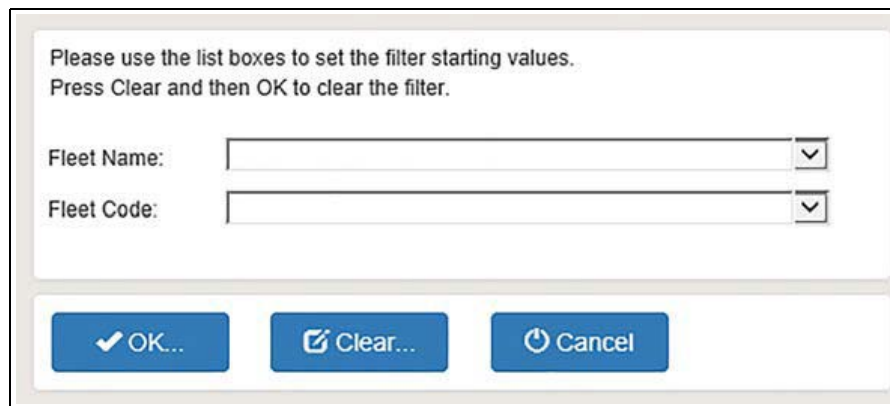 Please use the list boxes to set the filter starting values.
Press Clear and then OK to clear the filter.
Fleet Name:
Fleet Code:
OK...
Clear...
Cancel